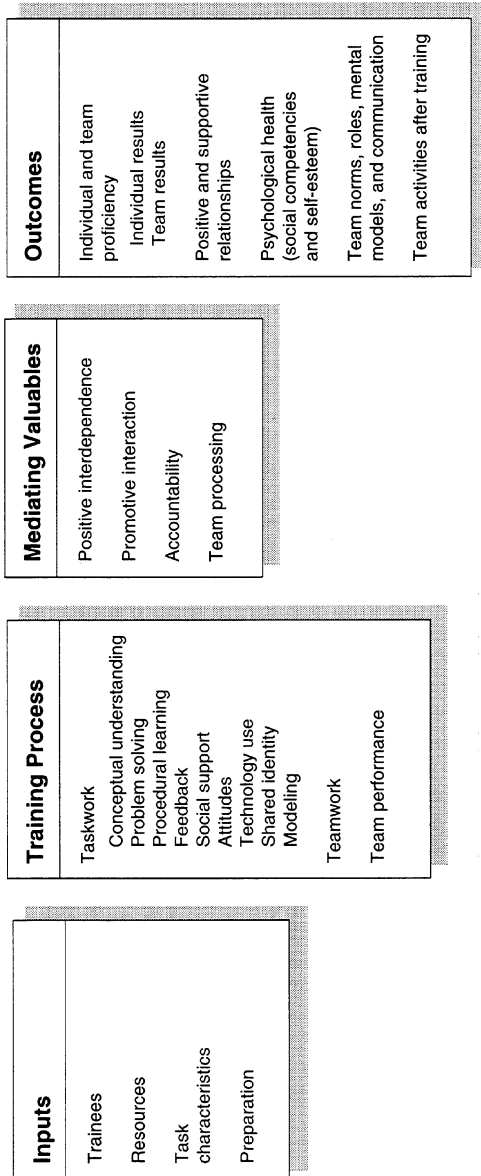 Inputs
Trainees
Resources
Task
characteristics
Preparation
Training Process
Taskwork
Conceptual understanding
Problem solving
Procedural learning
Feedback
Social support
Attitudes
Technology use
Shared identity
Modeling
Teamwork
Team performance
Mediating Valuables
Positive interdependence
Promotive interaction
Accountability
Team processing
Outcomes
Individual and team
proficiency
Individual results
Team results
Positive and supportive
relationships
Psychological health
(social competencies
and self-esteem)
Team norms, roles, mental
models, and communication
Team activities after training